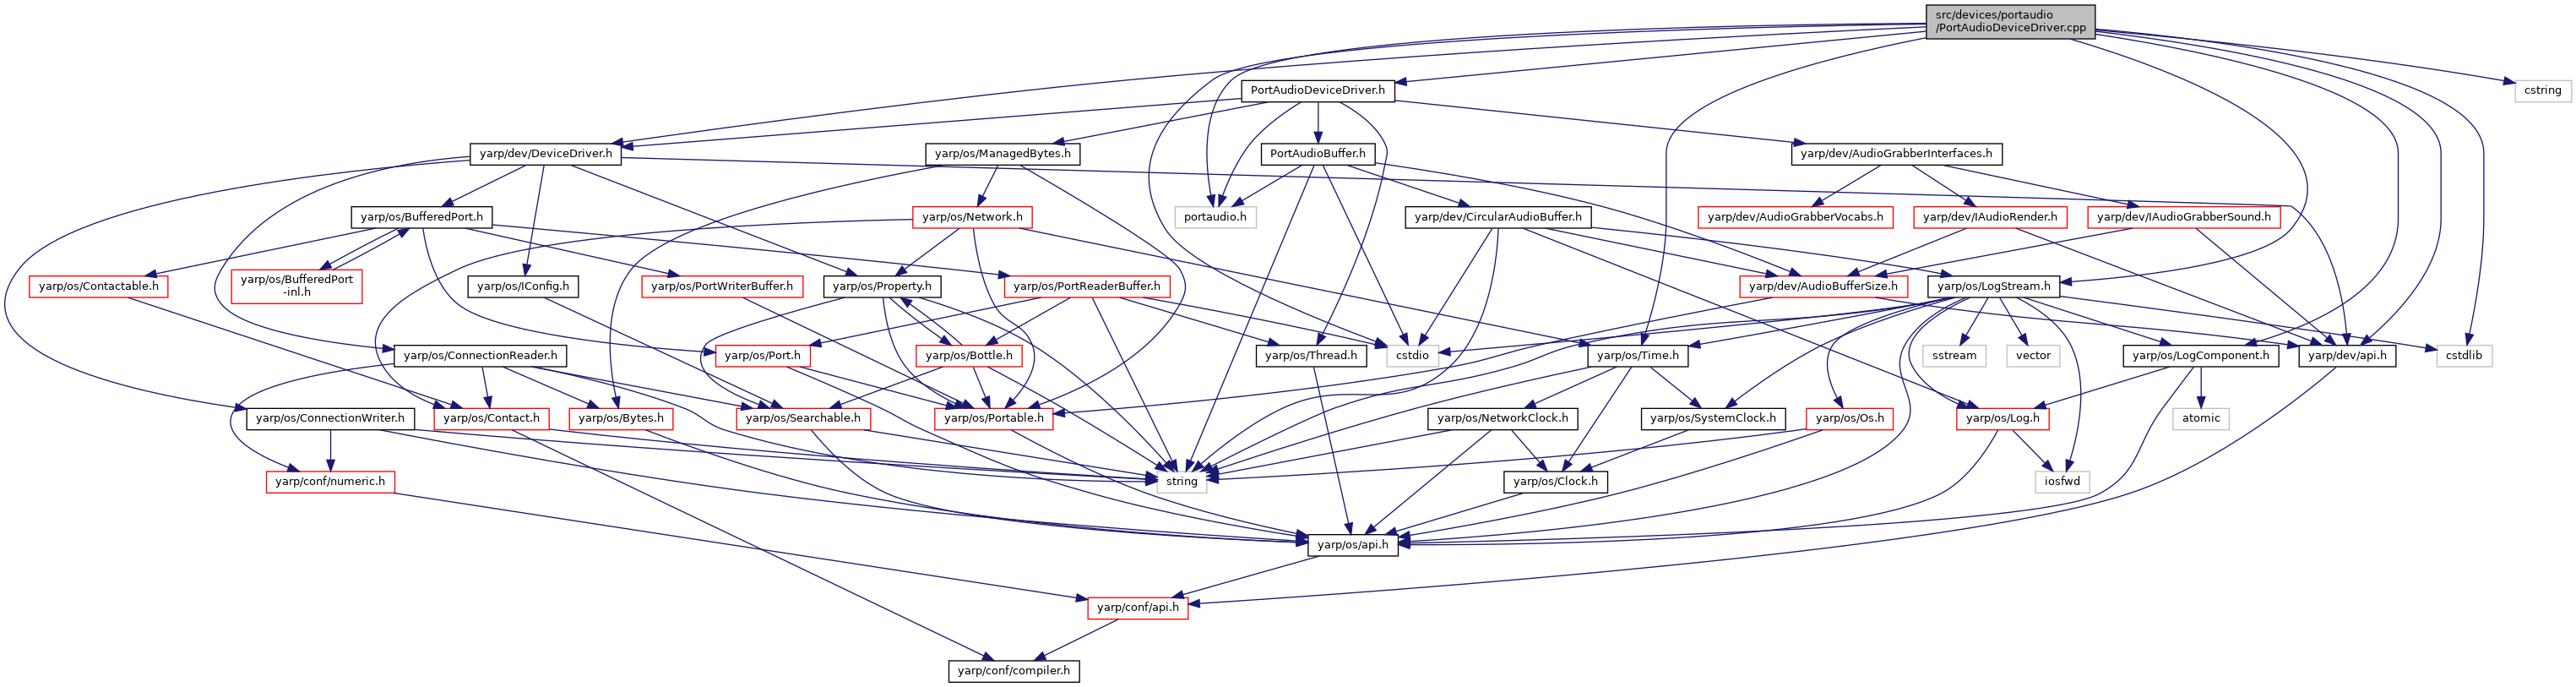 src/devices/portaudio
/PortAudioDeviceDriver.cpp
PortAudioDeviceDriver.h
cstring
yarp/dev/DeviceDriver.h
yarp/os/ManagedBytes.h
PortAudioBuffer.h
yarp/dev/AudioGrabberInterfaces.h
yarp/os/BufferedPort.h
yarp/os/Network.h
portaudio.h
yarp/dev/CircularAudioBuffer.h
yarp/dev/AudioGrabberVocabs.h
yarp/dev/IAudioRender.h
yarp/dev/IAudioGrabberSound.h
yarp/os/Contactable.h
yarp/os/BufferedPort
-inl.h
yarp/os/IConfig.h
yarp/os/PortWriterBuffer.h
yarp/os/Property.h
yarp/os/PortReaderBuffer.h
yarp/dev/AudioBufferSize.h
yarp/os/LogStream.h
yarp/os/ConnectionReader.h
yarp/os/Port.h
yarp/os/Bottle.h
yarp/os/Thread.h
cstdio
yarp/os/Time.h
sstream
vector
yarp/os/LogComponent.h
yarp/dev/api.h
cstdlib
yarp/os/ConnectionWriter.h
yarp/os/Contact.h
yarp/os/Bytes.h
yarp/os/Searchable.h
yarp/os/Portable.h
yarp/os/NetworkClock.h
yarp/os/SystemClock.h
yarp/os/Os.h
yarp/os/Log.h
atomic
yarp/conf/numeric.h
string
yarp/os/Clock.h
iosfwd
yarp/os/api.h
yarp/conf/api.h
yarp/conf/compiler.h